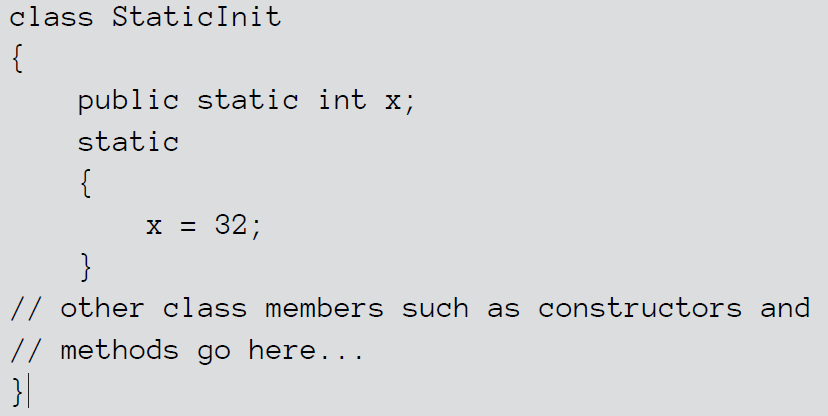 class StaticInit
{
    public static int x;
    static
    {
        x = 32;
    }
// other class members such as constructors and
// methods go here...
}